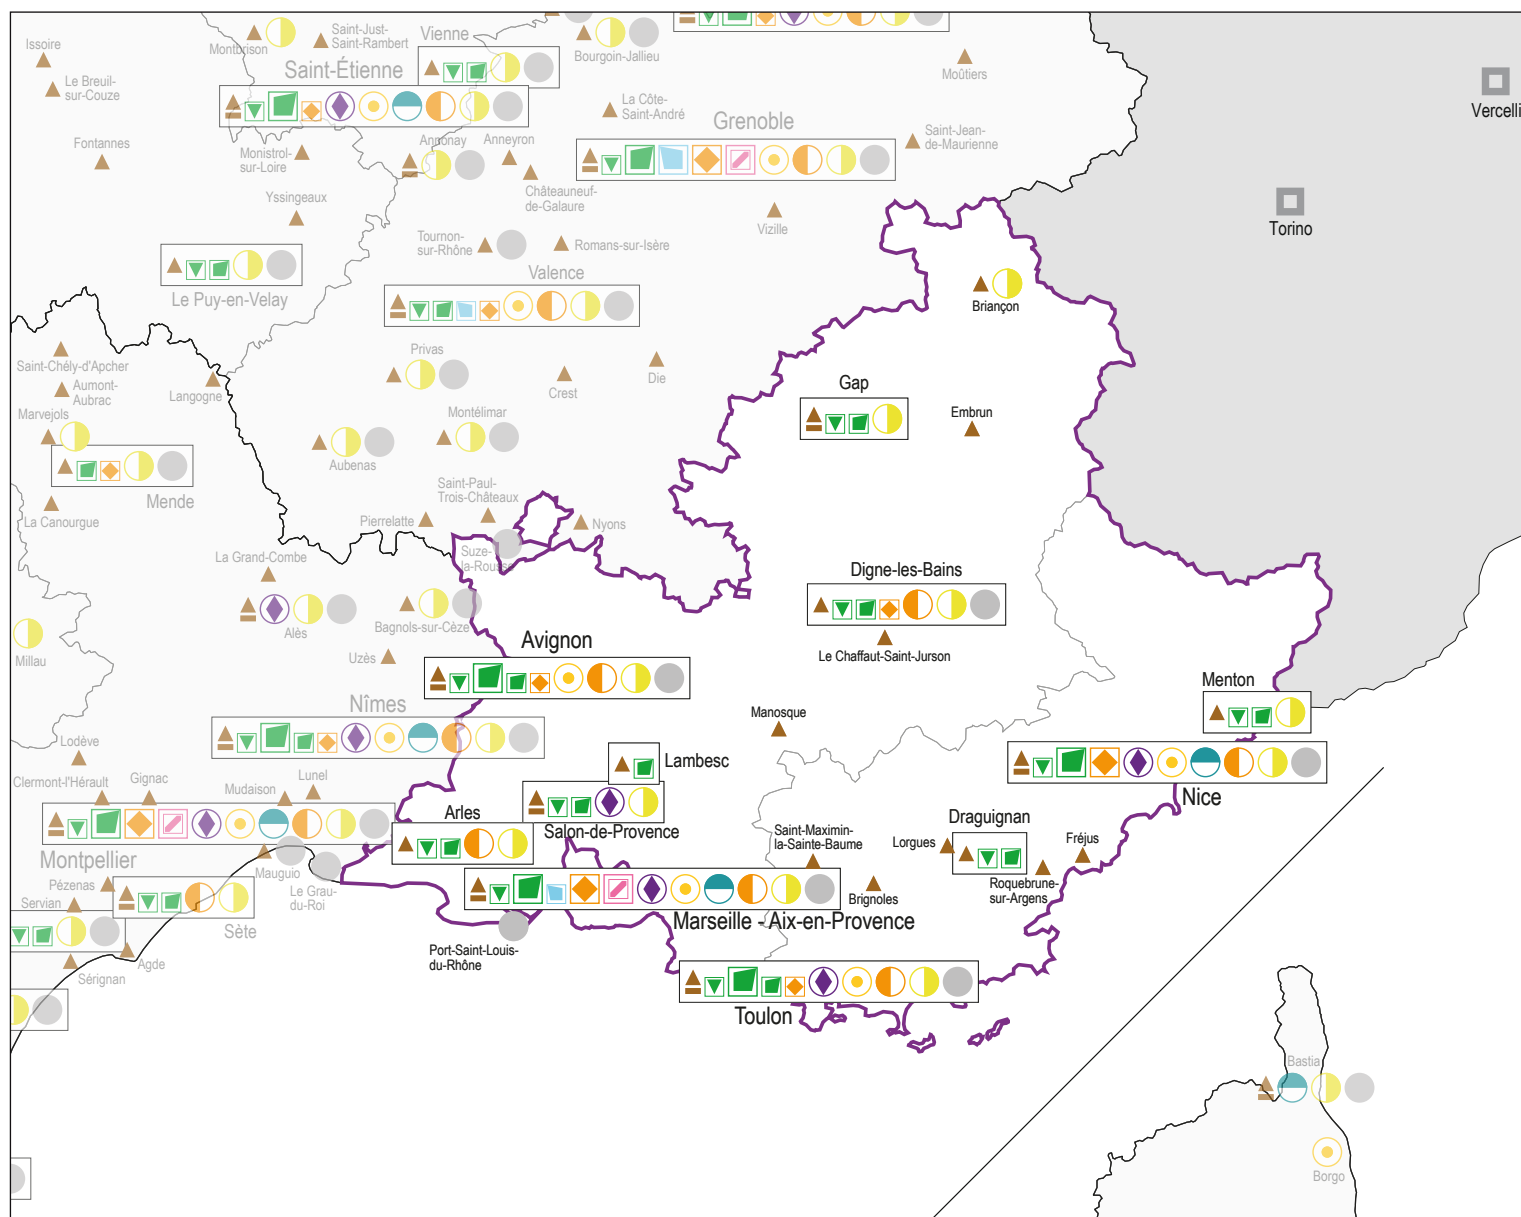 Issoire
Le Breuil-
sur-Couze
Fontannes
Montbrison
Saint-Just-
Saint-Rambert
Vienne
Saint-Étienne
Bourgoin-Jallieu
Moûtiers
Vercelli
La Côte-
Saint-André
Grenoble
Saint-Jean-
de-Maurienne
Monistrol-
sur-Loire
Annonay
Anneyron
Châteauneuf-
de-Galaure
Yssingeaux
Vizille
Torino
Tournon-
sur-Rhône
Romans-sur-Isère
Valence
Le Puy-en-Velay
Briançon
Saint-Chély-d'Apcher
Aumont-
Aubrac
Langogne
Privas
Crest
Die
Gap
Embrun
Marvejols
Montélimar
Aubenas
Mende
Saint-Paul-
Trois-Châteaux
La Canourgue
Pierrelatte
Nyons
Suze-
la-Rousse
La Grand-Combe
Digne-les-Bains
Alès
Bagnols-sur-Cèze
Avignon
Le Chaffaut-Saint-Jurson
Millau
Uzès
Menton
Nîmes
Manosque
Lodève
Lambesc
Clermont-l'Hérault
Gignac
Mudaison
Lunel
Nice
Arles
Salon-de-Provence
Saint-Maximin-
la-Sainte-Baume
Draguignan
Lorgues
Fréjus
Montpellier
Mauguio
Le Grau-
du-Roi
Pézenas
Servian
Roquebrune-
sur-Argens
Brignoles
Sète
Marseille - Aix-en-Provence
Port-Saint-Louis-
du-Rhône
Agde
Sérignan
Toulon
Bastia
Borgo